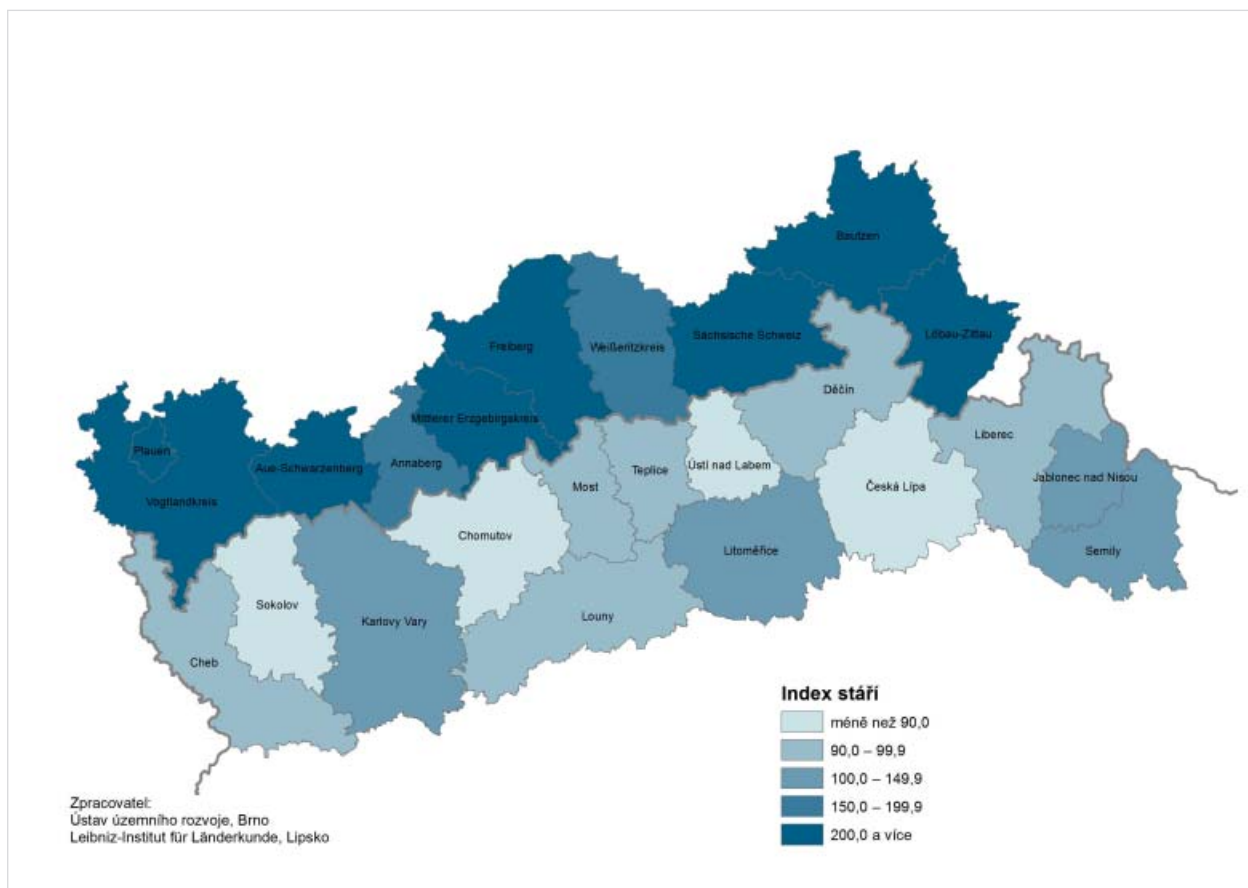 Bautzen
Löbau-Zittau
Sächsische Schweiz
Freiberg
Weißeritzkreis
Děčín
Mittlerer Erzgebirgskreis
Liberec
Plauen
Aue-Schwarzenberg
Annaberg
Most
Teplice
Ústí nad Labem
Česká Lípa
Jablonec nad Nisou
Vogtlandkreis
Chomutov
Litoměřice
Semily
Sokolov
Karlovy Vary
Louny
Cheb
Index stáří
méně než 90,0
90,0 – 99,9
100,0 – 149,9
150,0 – 199,9
200,0 a více
Zpracovatel:
Ústav územního rozvoje, Brno
Leibniz-Institut für Länderkunde, Lipsko